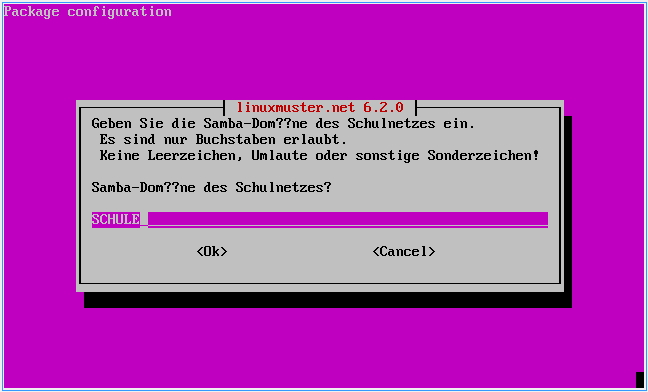 Package configuration
linuxmuster.net 6.2.0
Geben Sie die Samba-Dom??ne des Schulnetzes ein.
Es sind nur Buchstaben erlaubt.
Keine Leerzeichen, Umlaute oder sonstige Sonderzeichen!
Samba-Dom??ne des Schulnetzes?
SCHULE
<Ok> <Cancel>